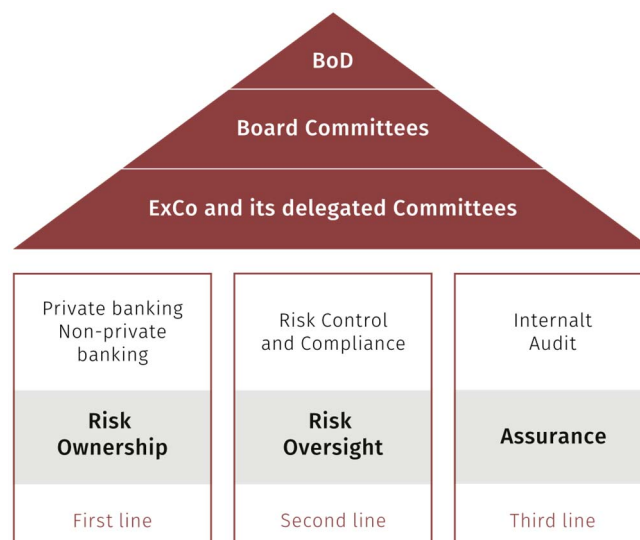 BoD
Board Committees
ExCo and its delegated Committees
Private banking
Non-private
banking
Risk
Ownership
First line
Risk Control
and Compliance
Risk
Oversight
Second line
Internalt
Audit
Assurance
Third line